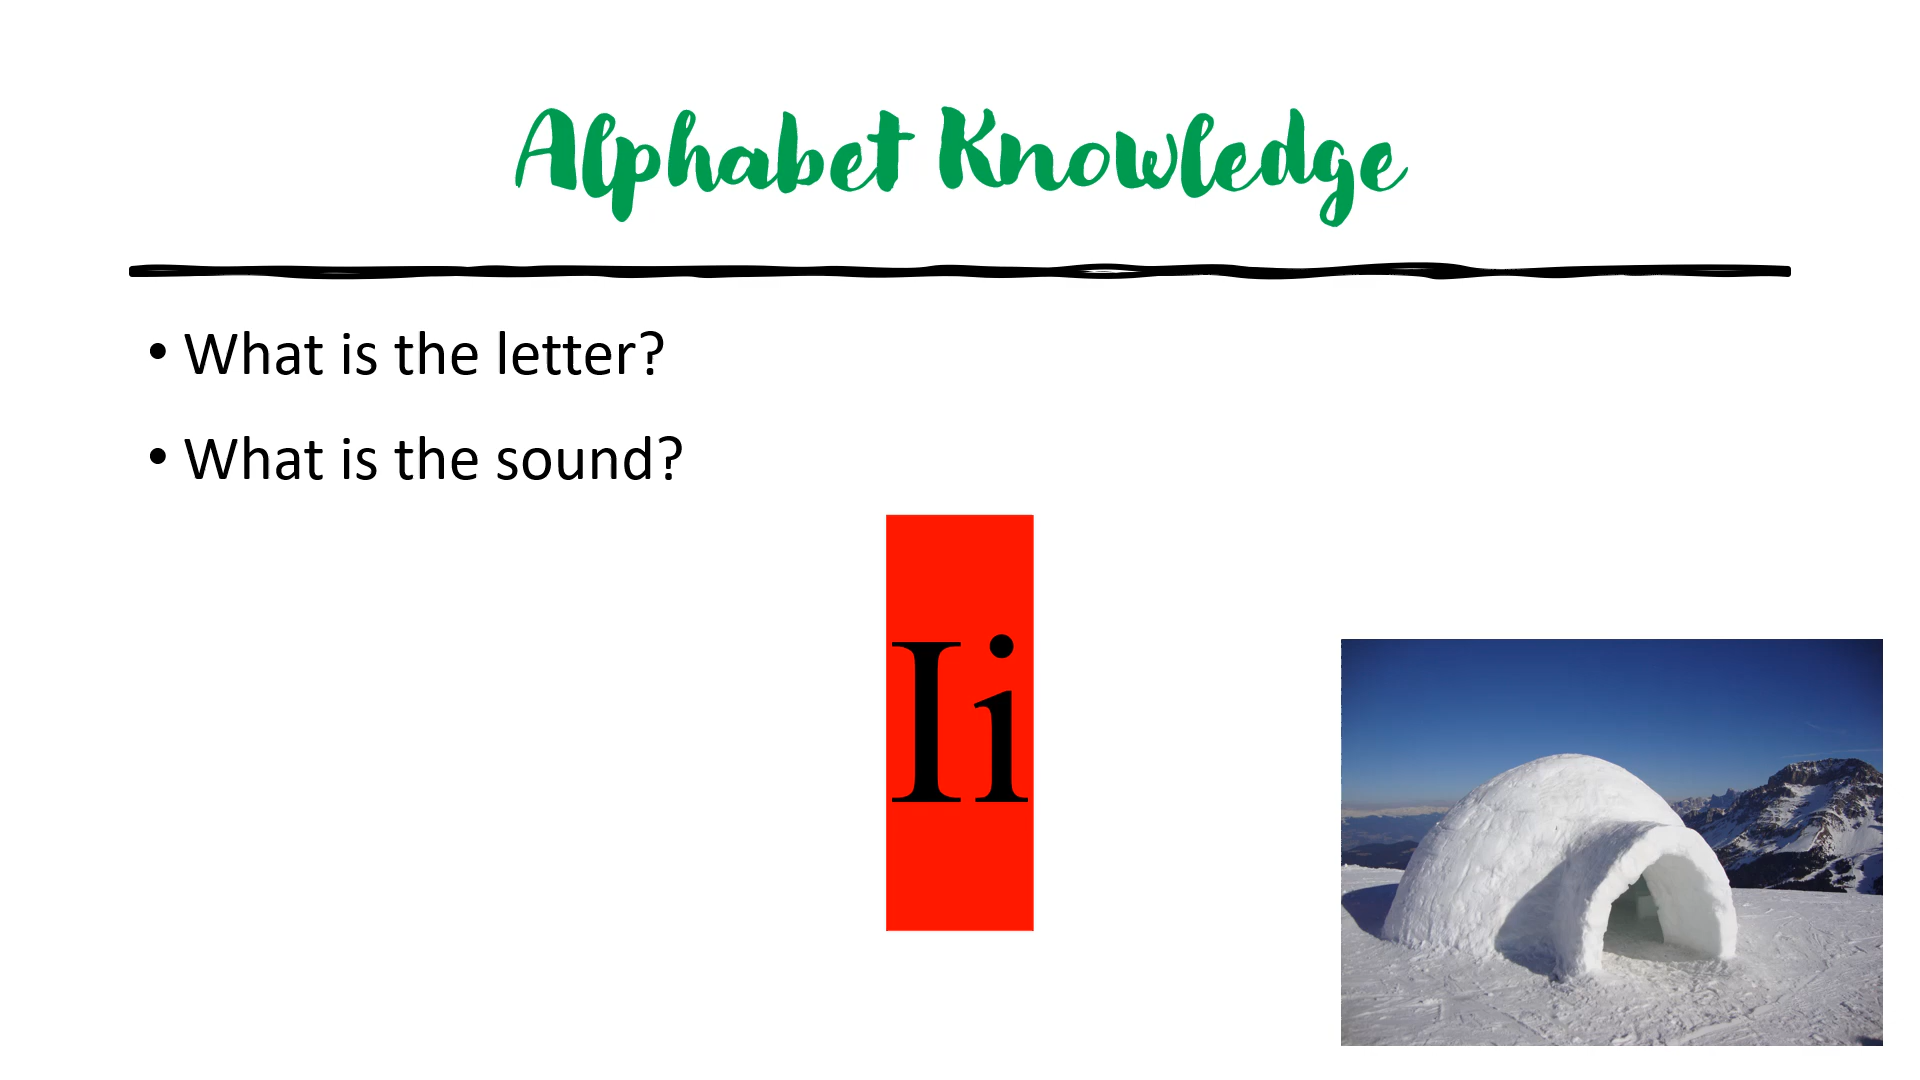 Alphabet Knowledge
• What is the letter?
• What is the sound?
Ii